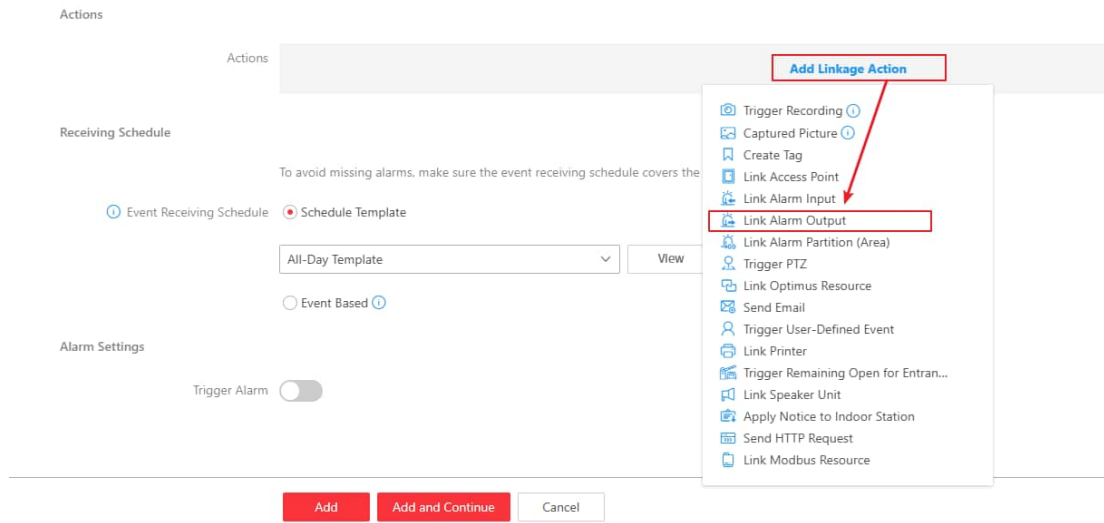 Actions
Actions
Add Linkage Action
Trigger Recording
Captured Picture
Create Tag
Link Access Point
Link Alarm Input
Link Alarm Output
Link Alarm Partition (Area)
Trigger PTZ
Link Optimus Resource
Send Email
Trigger User-Defined Event
Link Printer
Trigger Remaining Open for Entran...
Link Speaker Unit
Apply Notice to Indoor Station
Send HTTP Request
Link Modbus Resource
Receiving Schedule
To avoid missing alarms, make sure the event receiving schedule covers the
Event Receiving Schedule
Schedule Template
All-Day Template
View
Event Based
Alarm Settings
Trigger Alarm
Add
Add and Continue
Cancel